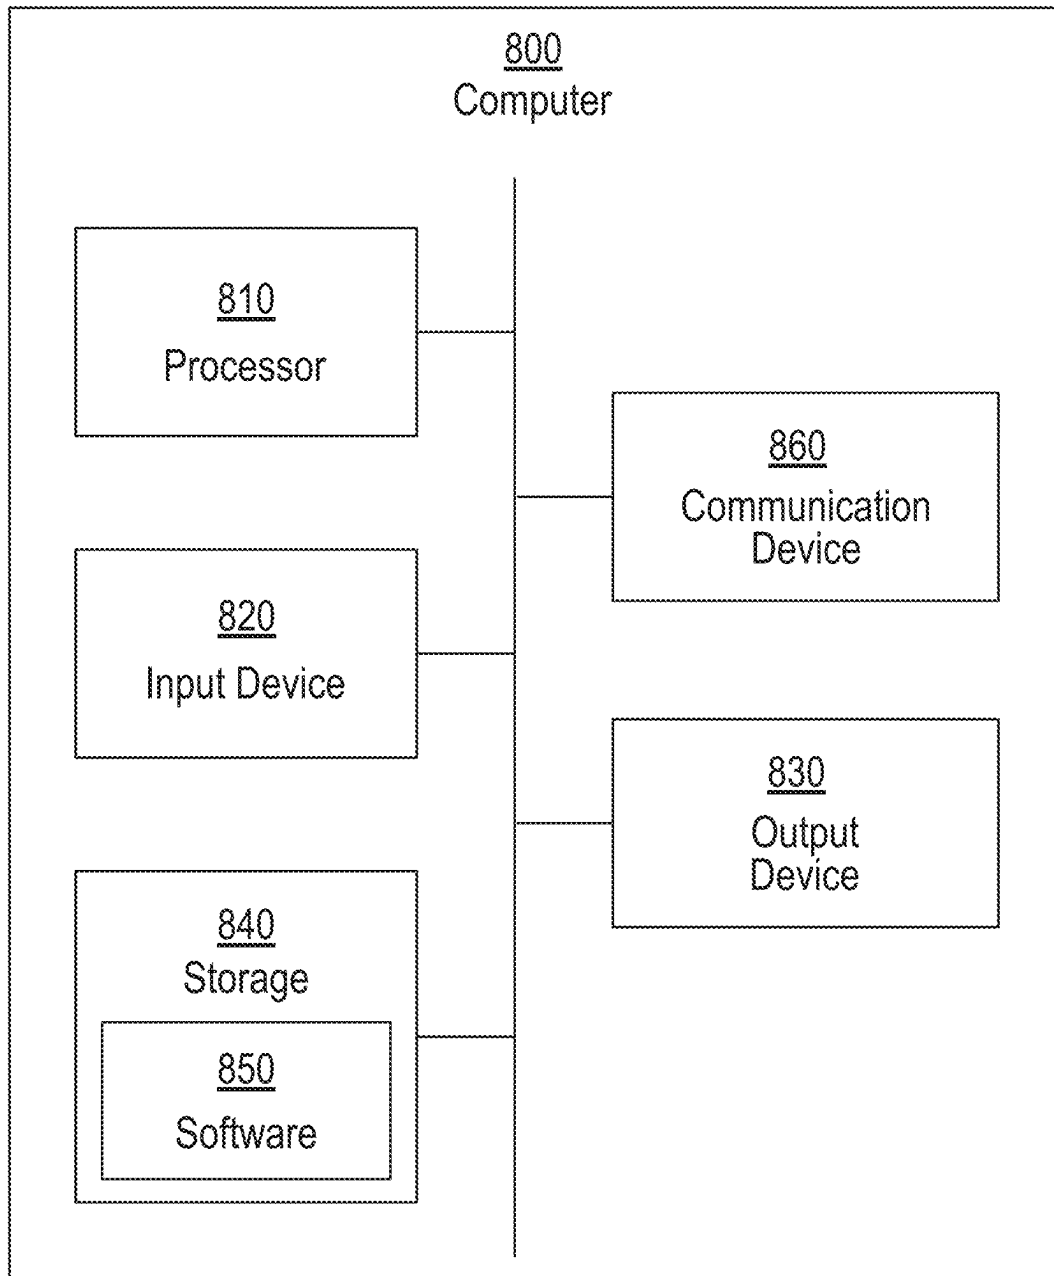 800
Computer
810
Processor
860
Communication
Device
820
Input Device
830
Output
Device
840
Storage
850
Software